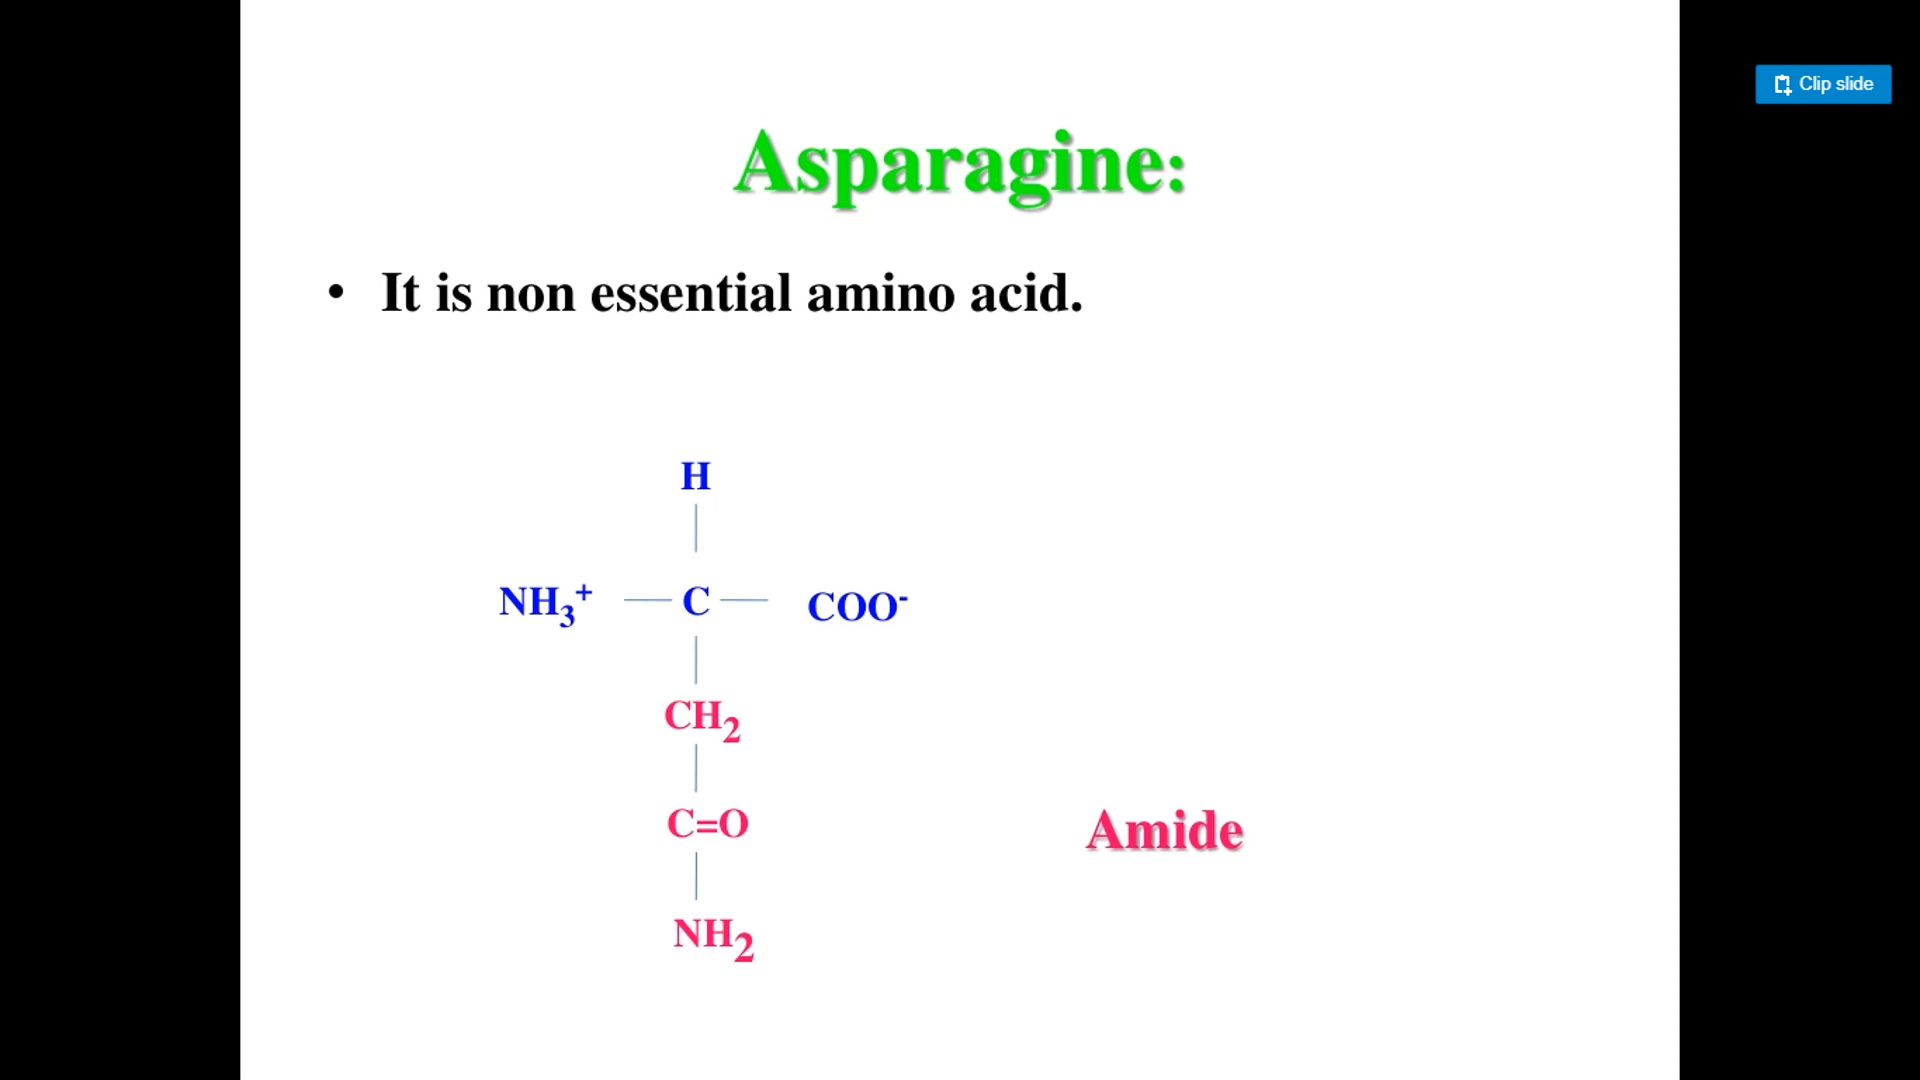 Clip slide
Asparagine:
• It is non essential amino acid.
H
NH3+ — C — COO-
CH2
C=O
Amide
NH2